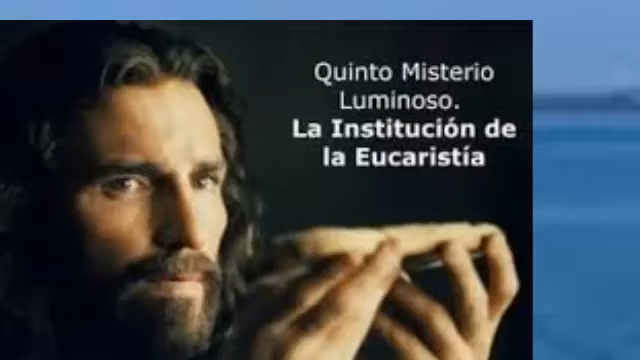 Quinto Misterio
Luminoso.
La Institución de
la Eucaristía